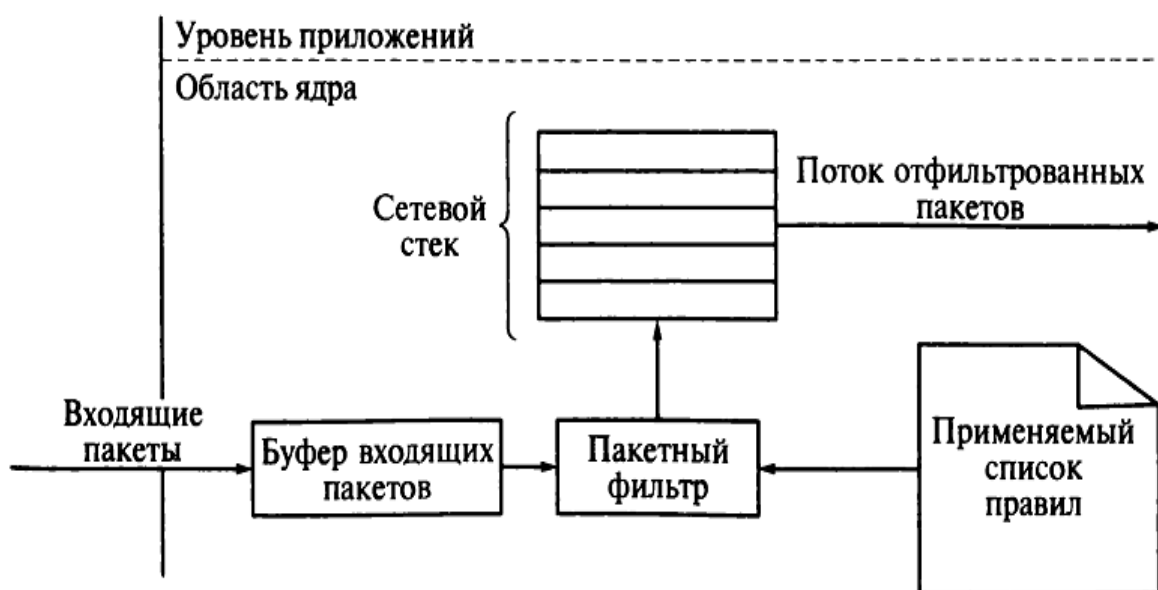 Уровень приложений
Область ядра
Сетевой
стек
Поток отфильтрованных
пакетов
Входящие
пакеты
Буфер входящих
пакетов
Пакетный
фильтр
Применяемый
список
правил